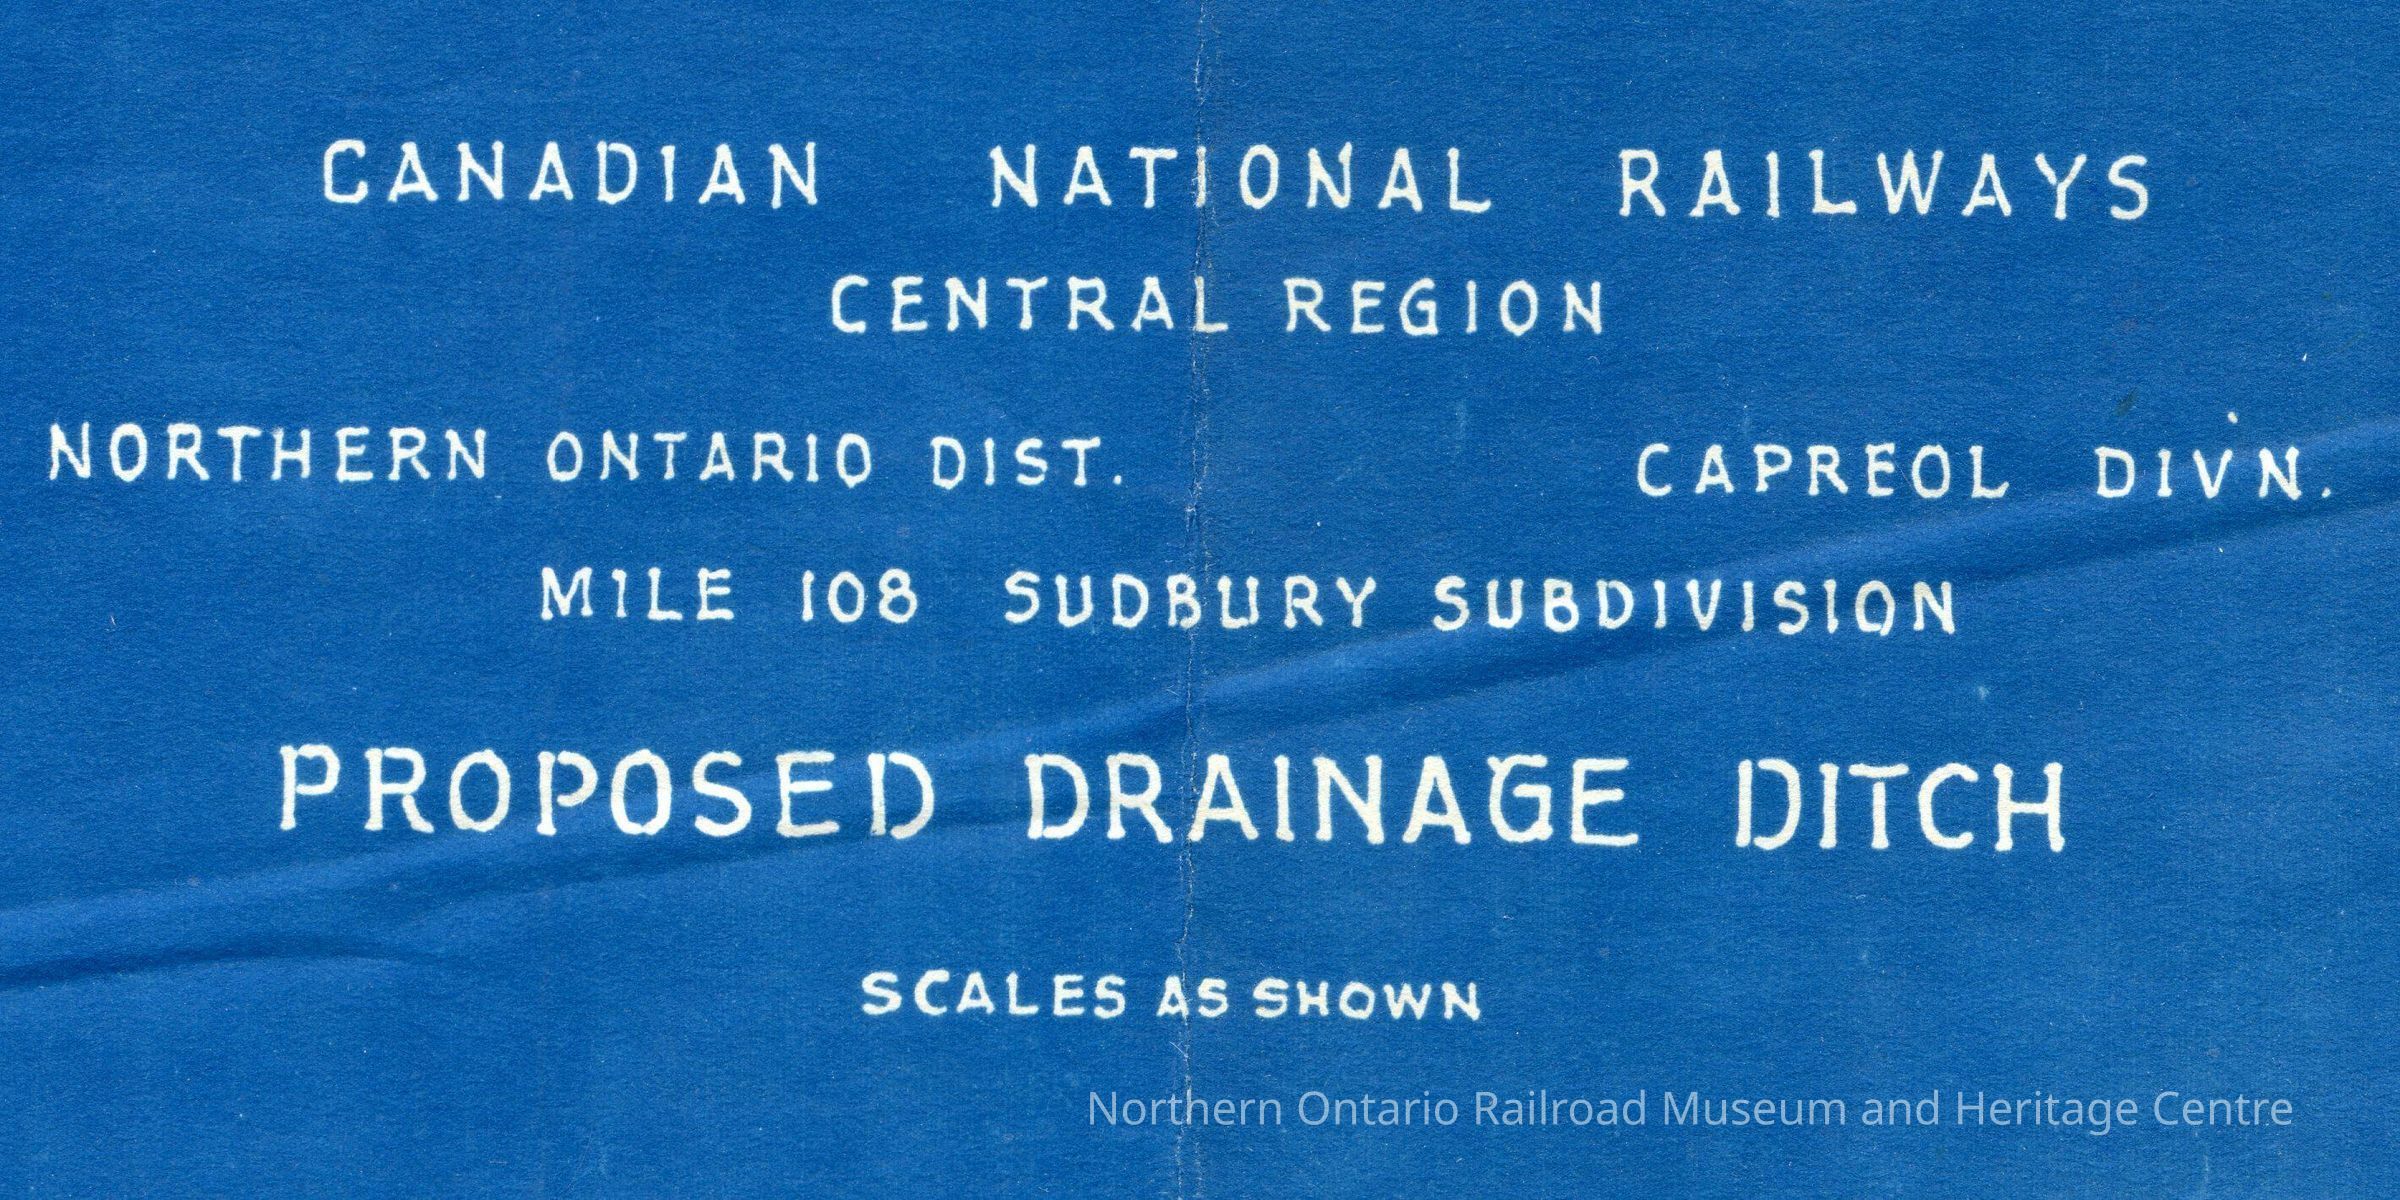 CANADIAN NATIONAL RAILWAYS
CENTRAL REGION
NORTHERN ONTARIO DIST. CAPREOL DIV'N.
MILE 108 SUDBURY SUBDIVISION
PROPOSED DRAINAGE DITCH
SCALES AS SHOWN
Northern Ontario Railroad Museum and Heritage Centre